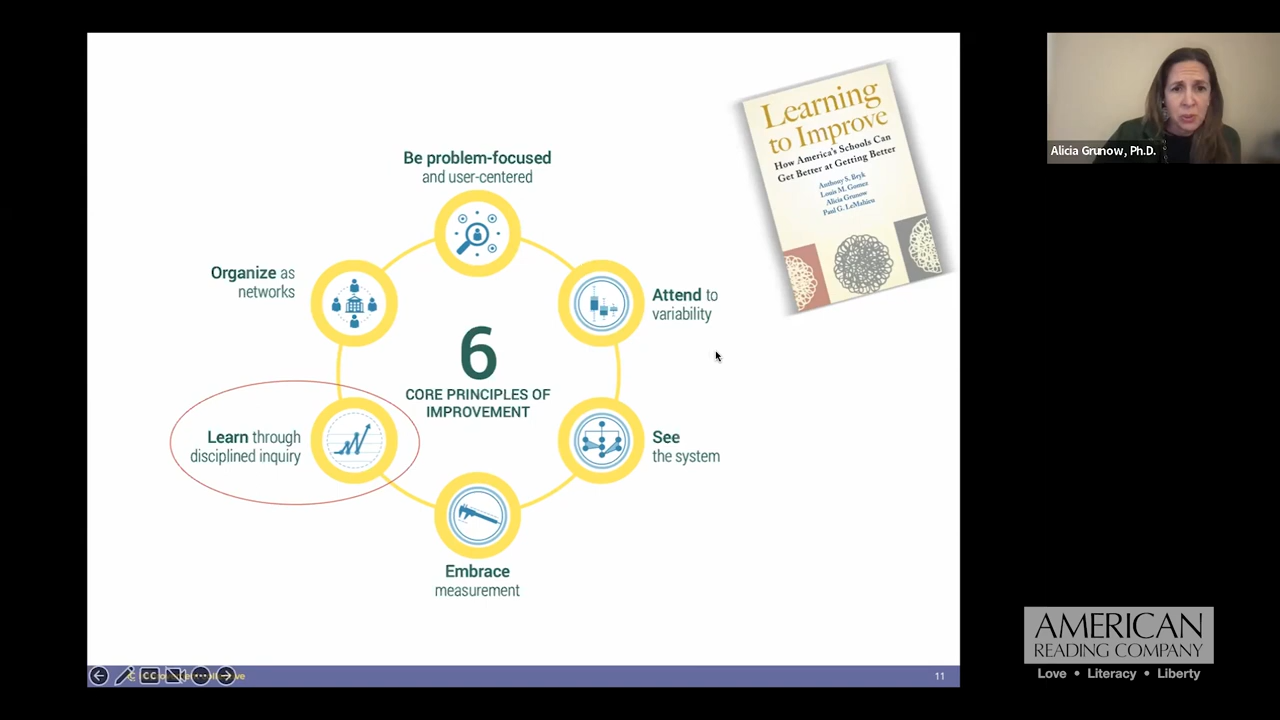 Be problem-focused
and user-centered
Organize as
networks
Attend to
variability
6
CORE PRINCIPLES OF
IMPROVEMENT
Learn through
disciplined inquiry
See
the system
Embrace
measurement
Learning
to Improve
How America's Schools Can
Get Better at Getting Better
Anthony S. Bryk
Louis M. Gomez
Alicia Grunow
Paul G. LeMahieu
Alicia Grunow, Ph.D.
CC
11
AMERICAN
READING COMPANY
Love • Literacy • Liberty